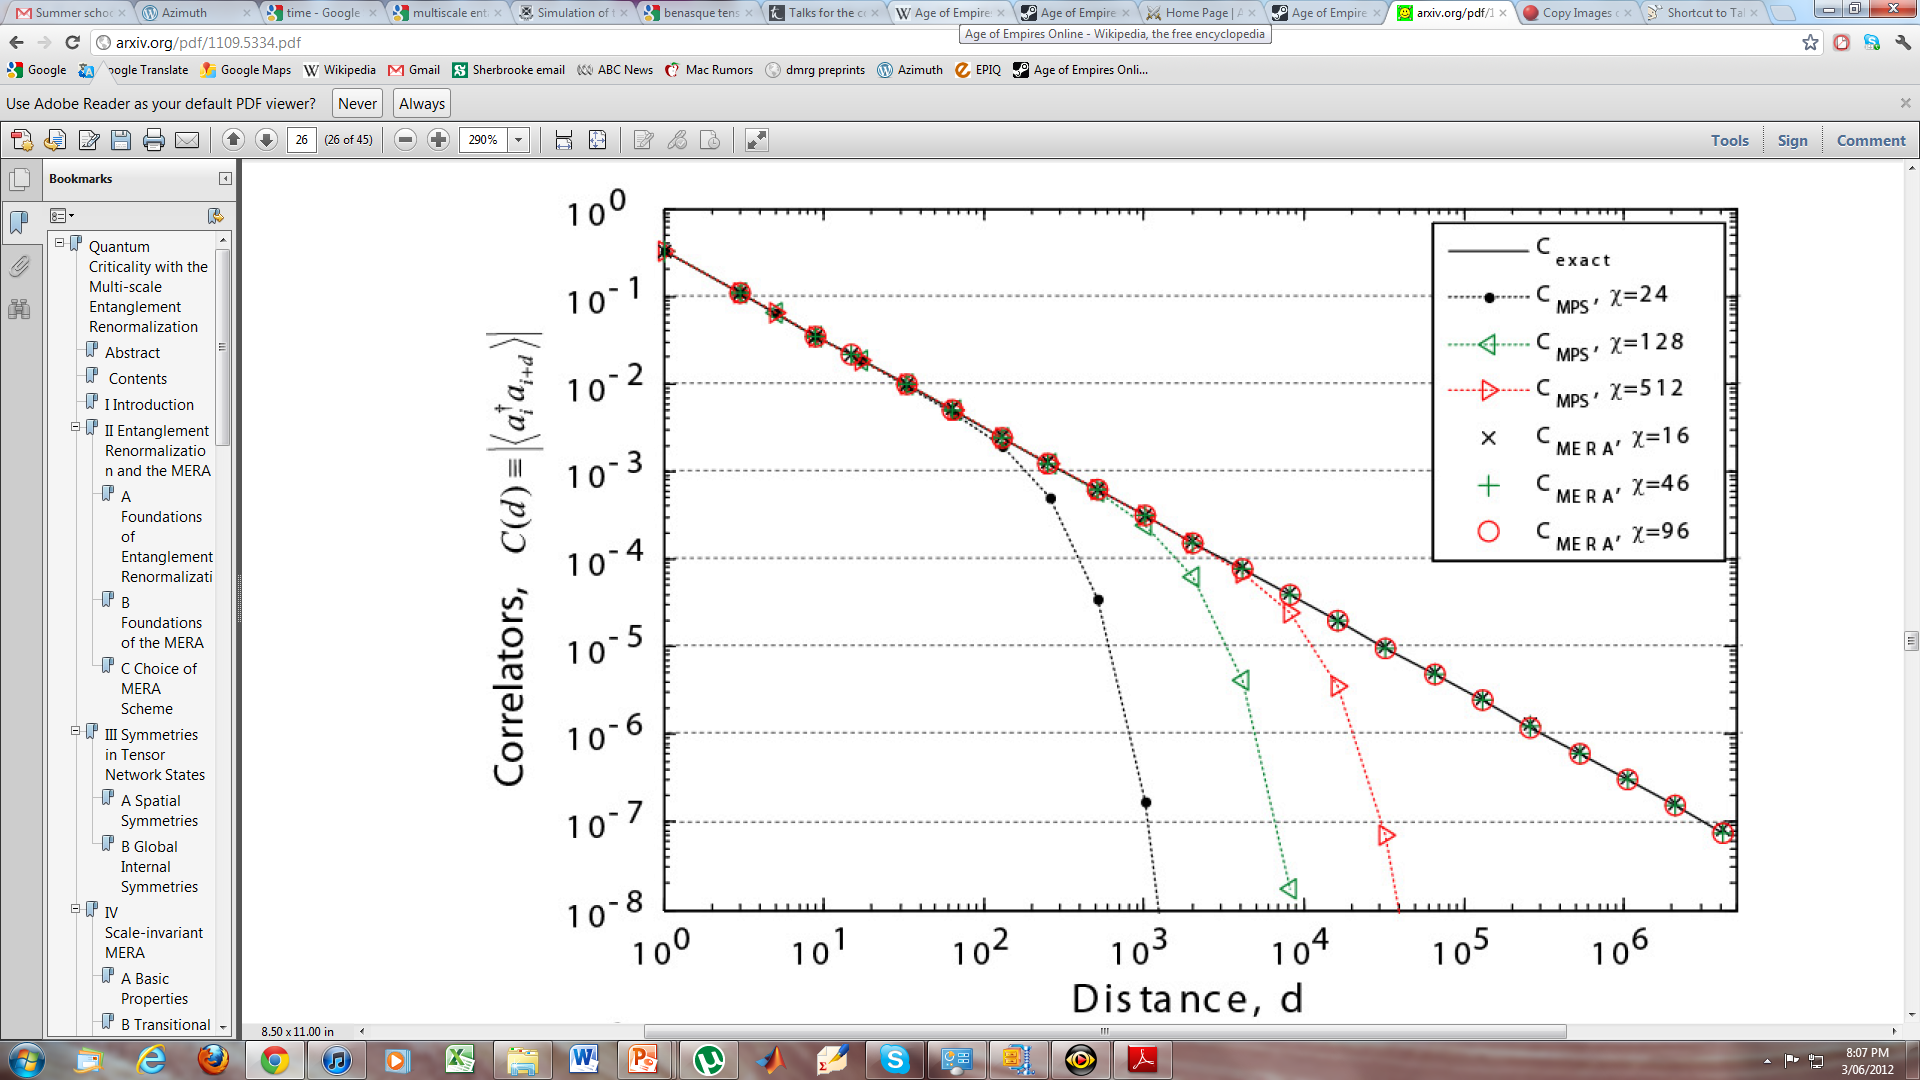 Summer schoo
Azimuth
time - Google
multiscale ent
Simulation of t
benasque tens
Talks for the ce
Age of Empire
Age of Empire
Home Page | A
Age of Empire
arxiv.org/pdf/1
Copy Images o
Shortcut to Tal
arxiv.org/pdf/1109.5334.pdf
Age of Empires Online - Wikipedia, the free encyclopedia
Google
oogle Translate
Google Maps
Wikipedia
Gmail
Sherbrooke email
ABC News
Mac Rumors
dmrg preprints
Azimuth
EPIQ
Age of Empires Onli...
Use Adobe Reader as your default PDF viewer?
Never
Always
26
(26 of 45)
290%
Tools
Sign
Comment
Bookmarks
Quantum
Criticality with the
Multi-scale
Entanglement
Renormalization
Abstract
Contents
I Introduction
II Entanglement
Renormalizatio
n and the MERA
A
Foundations
of
Entanglement
Renormalizati
B
Foundations
of the MERA
C Choice of
MERA
Scheme
III Symmetries
in Tensor
Network States
A Spatial
Symmetries
B Global
Internal
Symmetries
IV
Scale-invariant
MERA
A Basic
Properties
B Transitional
Correlators, C(d) ≡ |⟨a†_i a_{i+d}⟩|
10^0
10^-1
10^-2
10^-3
10^-4
10^-5
10^-6
10^-7
10^-8
C exact
C MPS, χ=24
C MPS, χ=128
C MPS, χ=512
C MERA, χ=16
C MERA, χ=46
C MERA, χ=96
10^0 10^1 10^2 10^3 10^4 10^5 10^6
Distance, d
8.50 x 11.00 in
8:07 PM
3/06/2012